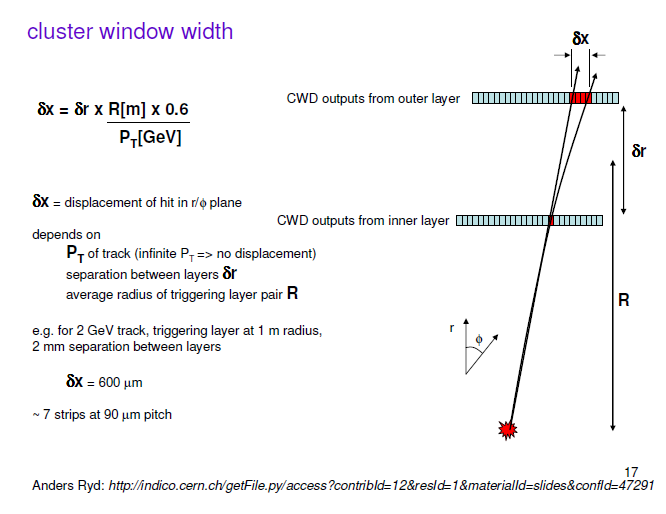 cluster window width
δx
δx = δr x R[m] x 0.6
PT[GeV]
CWD outputs from outer layer
δr
δx = displacement of hit in r/ϕ plane
CWD outputs from inner layer
depends on
PT of track (infinite PT => no displacement)
separation between layers δr
average radius of triggering layer pair R
R
e.g. for 2 GeV track, triggering layer at 1 m radius,
2 mm separation between layers
r
ϕ
δx = 600 μm
~ 7 strips at 90 μm pitch
17
Anders Ryd: http://indico.cern.ch/getFile.py/access?contribId=12&resId=1&materialId=slides&confId=47291